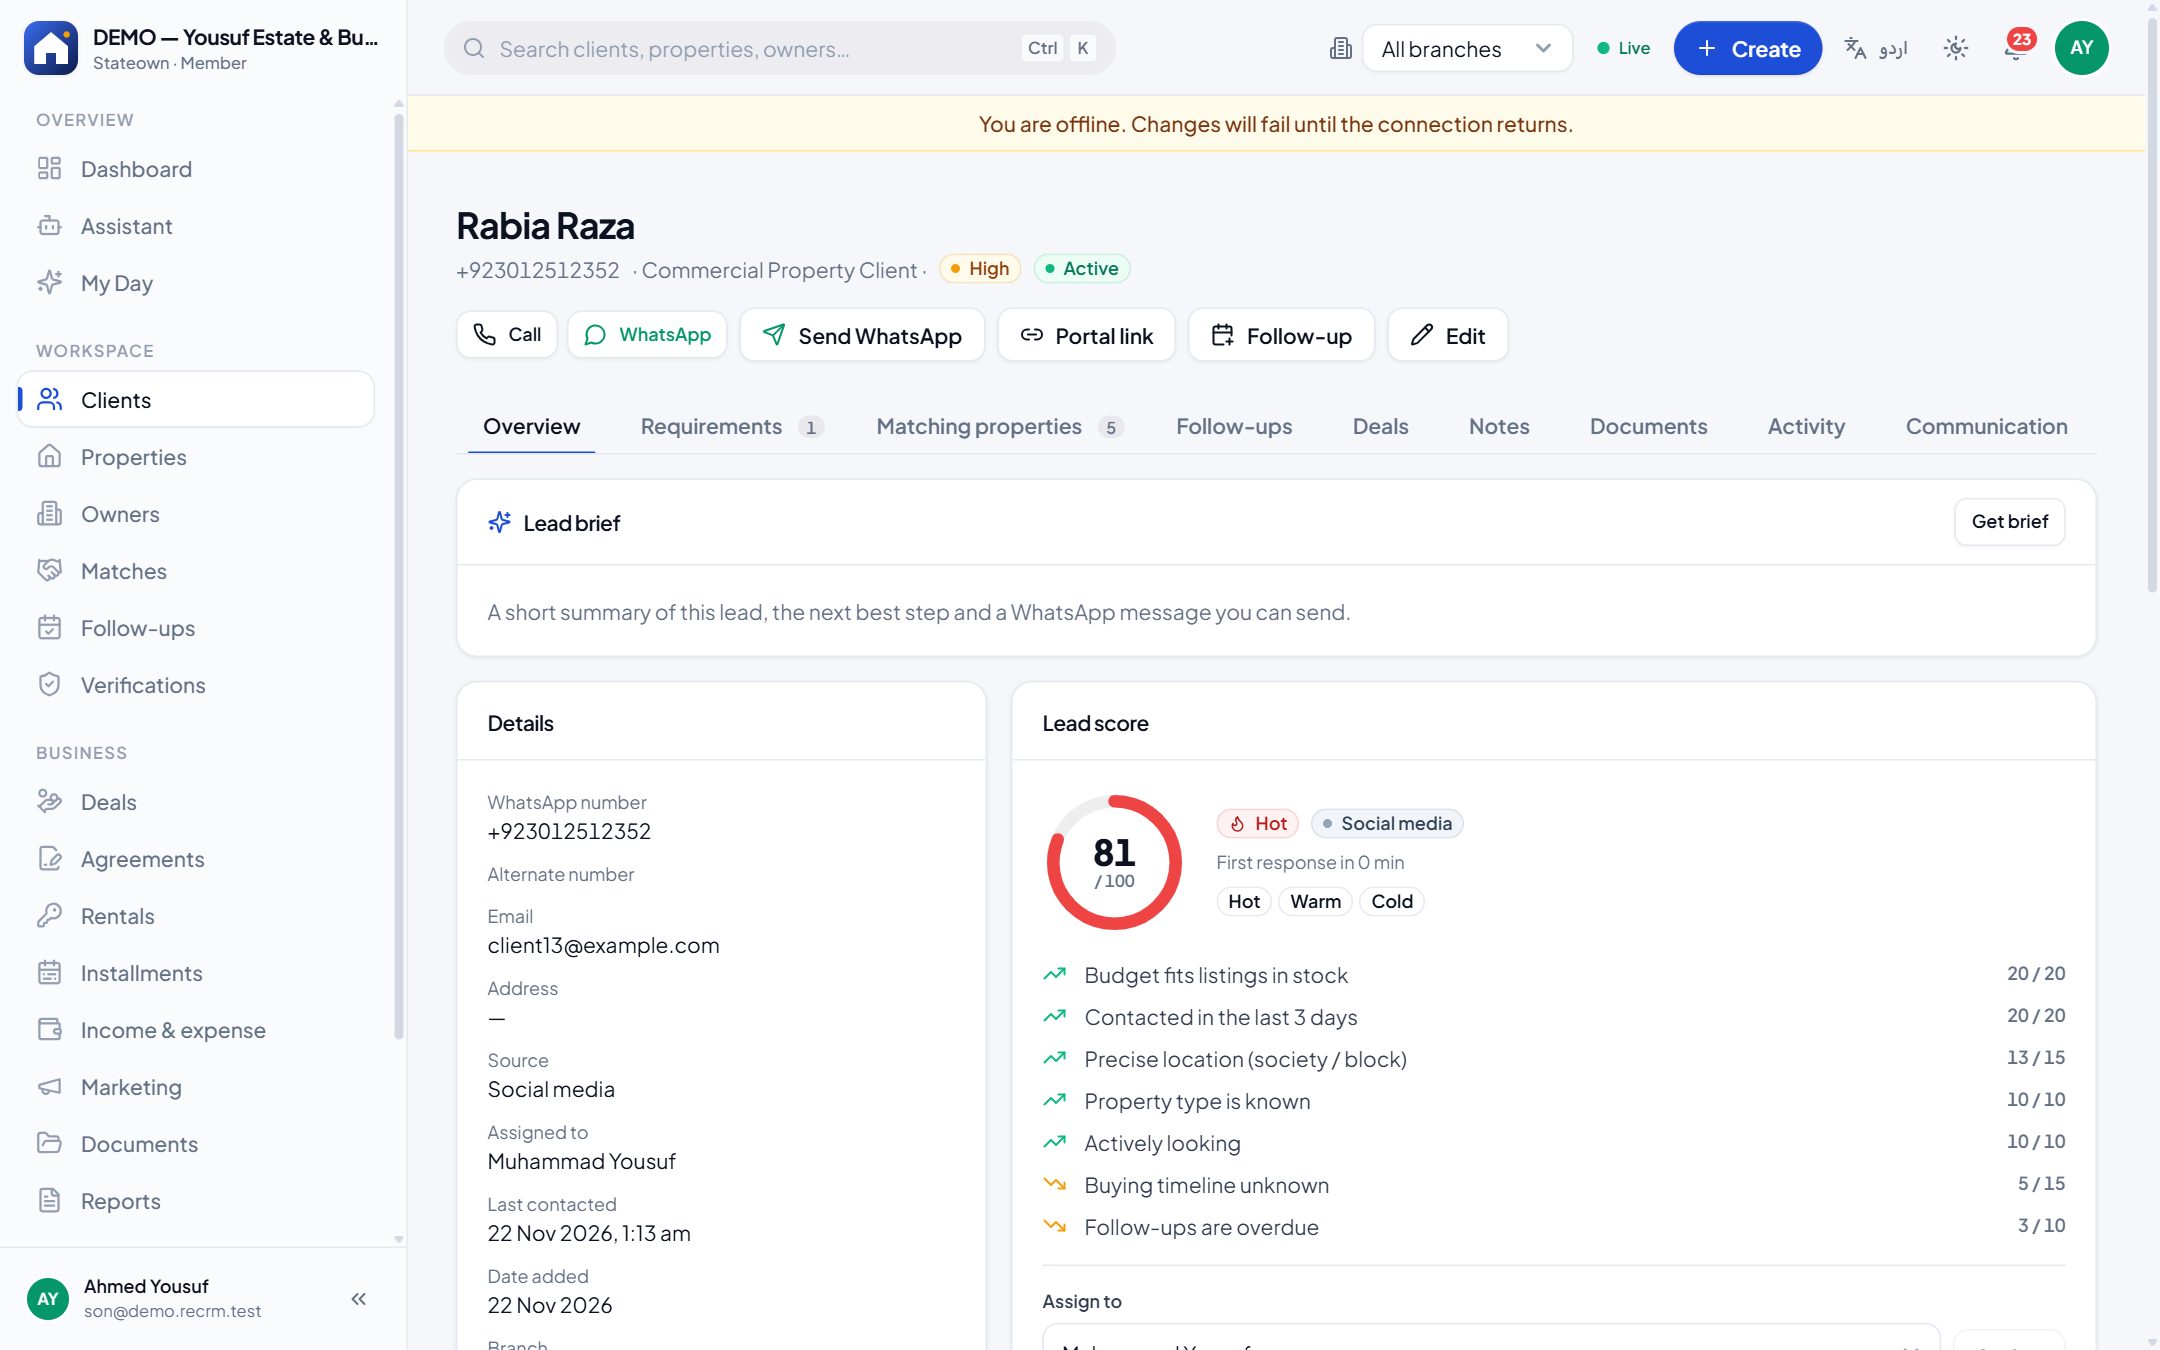 DEMO — Yousuf Estate & Bu...
Stateown · Member
Search clients, properties, owners...
Ctrl K
All branches
Live
Create
اردو
23
AY
OVERVIEW
Dashboard
Assistant
My Day
WORKSPACE
Clients
Properties
Owners
Matches
Follow-ups
Verifications
BUSINESS
Deals
Agreements
Rentals
Installments
Income & expense
Marketing
Documents
Reports
AY
Ahmed Yousuf
son@demo.recrm.test
You are offline. Changes will fail until the connection returns.
Rabia Raza
+923012512352 · Commercial Property Client · High Active
Call WhatsApp Send WhatsApp Portal link Follow-up Edit
Overview Requirements 1 Matching properties 5 Follow-ups Deals Notes Documents Activity Communication
Lead brief
Get brief
A short summary of this lead, the next best step and a WhatsApp message you can send.
Details
WhatsApp number
+923012512352
Alternate number
Email
client13@example.com
Address
—
Source
Social media
Assigned to
Muhammad Yousuf
Last contacted
22 Nov 2026, 1:13 am
Date added
22 Nov 2026
Branch
Lead score
81
/ 100
Hot Social media
First response in 0 min
Hot Warm Cold
Budget fits listings in stock 20 / 20
Contacted in the last 3 days 20 / 20
Precise location (society / block) 13 / 15
Property type is known 10 / 10
Actively looking 10 / 10
Buying timeline unknown 5 / 15
Follow-ups are overdue 3 / 10
Assign to